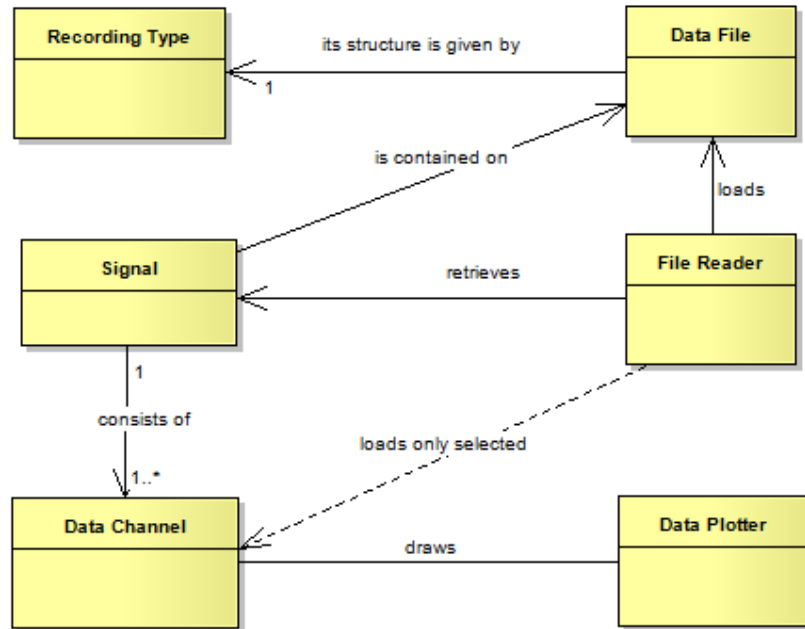 Recording Type
its structure is given by
Data File
1
is contained on
loads
Signal
retrieves
File Reader
1
consists of
loads only selected
1..*
Data Channel
draws
Data Plotter